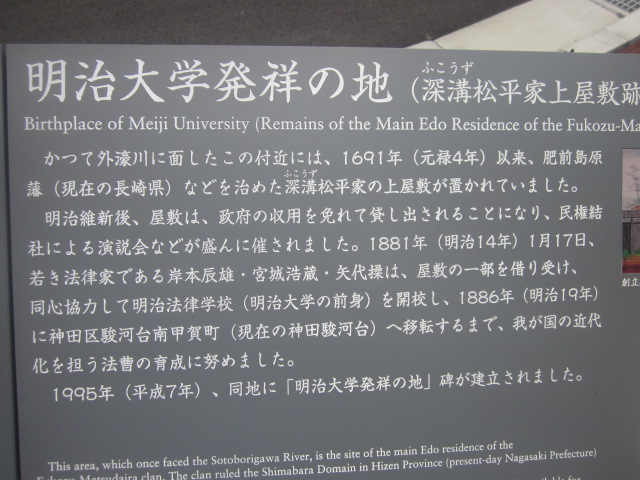 明治大学発祥の地 (深溝松平家上屋敷跡
ふこうず
Birthplace of Meiji University (Remains of the Main Edo Residence of the Fukozu-Ma
かつて外濠川に面したこの付近には、1691年(元禄4年)以来、肥前島原
藩(現在の長崎県)などを治めた深溝松平家の上屋敷が置かれていました。
ふこうず
明治維新後、屋敷は、政府の収用を免れて貸し出されることになり、民権結
社による演説会などが盛んに催されました。1881年(明治14年)1月17日、
若き法律家である岸本辰雄・宮城浩蔵・矢代操は、屋敷の一部を借り受け、
同心協力して明治法律学校(明治大学の前身)を開校し、1886年(明治19年)
に神田区駿河台南甲賀町(現在の神田駿河台)へ移転するまで、我が国の近代
化を担う法曹の育成に努めました。
1995年(平成7年)、同地に「明治大学発祥の地」碑が建立されました。
創立
This area, which once faced the Sotoborigawa River, is the site of the main Edo residence of the
Fukozu-Matsudaira clan. The clan ruled the Shimabara Domain in Hizen Province (present-day Nagasaki Prefecture)